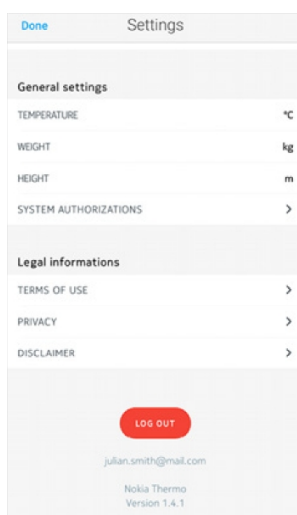 Done Settings
General settings
TEMPERATURE °C
WEIGHT kg
HEIGHT m
SYSTEM AUTHORIZATIONS >
Legal informations
TERMS OF USE >
PRIVACY >
DISCLAIMER >
LOG OUT
julian.smith@mail.com
Nokia Thermo
Version 1.4.1